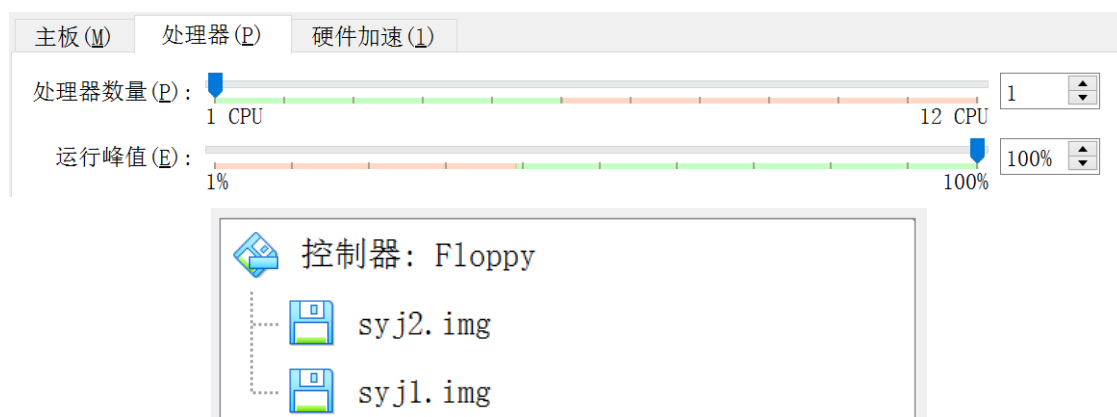 主板(M) 处理器(P) 硬件加速(l)
处理器数量(P): 1
1 CPU 12 CPU
运行峰值(E): 100%
1% 100%
控制器: Floppy
syj2.img
syj1.img